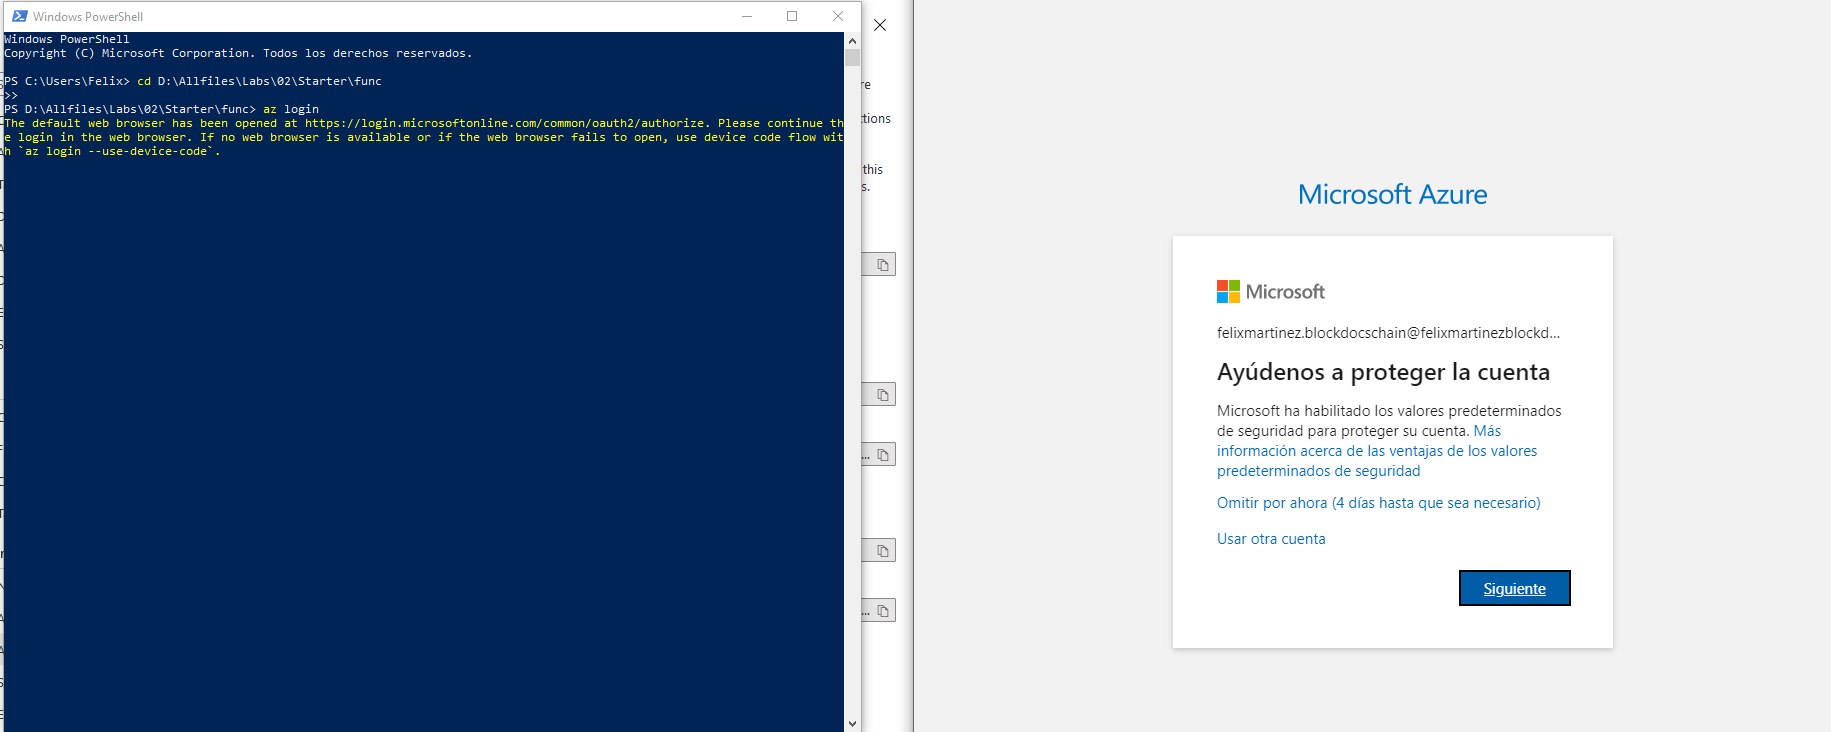 Windows PowerShell
Windows PowerShell
Copyright (C) Microsoft Corporation. Todos los derechos reservados.
PS C:\Users\Felix> cd D:\Allfiles\Labs\02\Starter\func
>>
PS D:\Allfiles\Labs\02\Starter\func> az login
The default web browser has been opened at https://login.microsoftonline.com/common/oauth2/authorize. Please continue th
e login in the web browser. If no web browser is available or if the web browser fails to open, use device code flow wit
h `az login --use-device-code`.
re
ctions
this
s.
...
...
Microsoft Azure
Microsoft
felixmartinez.blockdocschain@felixmartinezblockd...
Ayúdenos a proteger la cuenta
Microsoft ha habilitado los valores predeterminados
de seguridad para proteger su cuenta. Más
información acerca de las ventajas de los valores
predeterminados de seguridad
Omitir por ahora (4 días hasta que sea necesario)
Usar otra cuenta
Siguiente